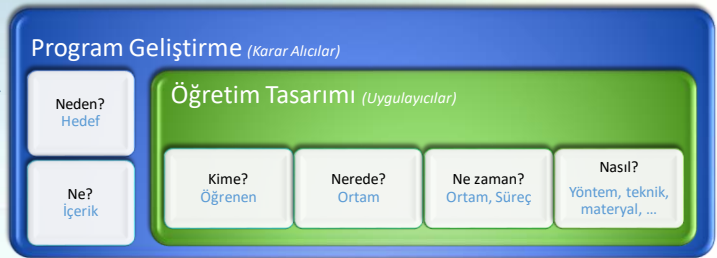 Program Geliştirme (Karar Alıcılar)
Neden?
Hedef
Ne?
İçerik
Öğretim Tasarımı (Uygulayıcılar)
Kime?
Öğrenen
Nerede?
Ortam
Ne zaman?
Ortam, Süreç
Nasıl?
Yöntem, teknik,
materyal, ...